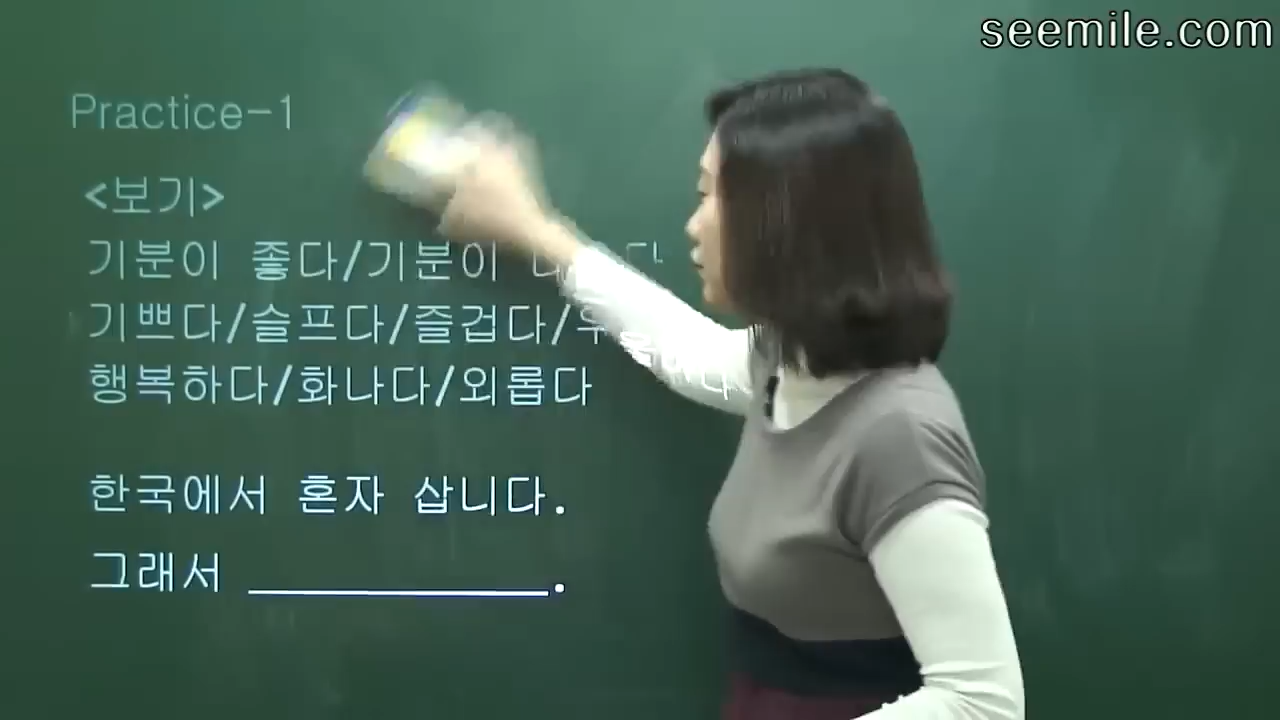 seemile.com
Practice-1
<보기>
기분이 좋다/기분이
기쁘다/슬프다/즐겁다/
행복하다/화나다/외롭다
한국에서 혼자 삽니다.
그래서 ____________.